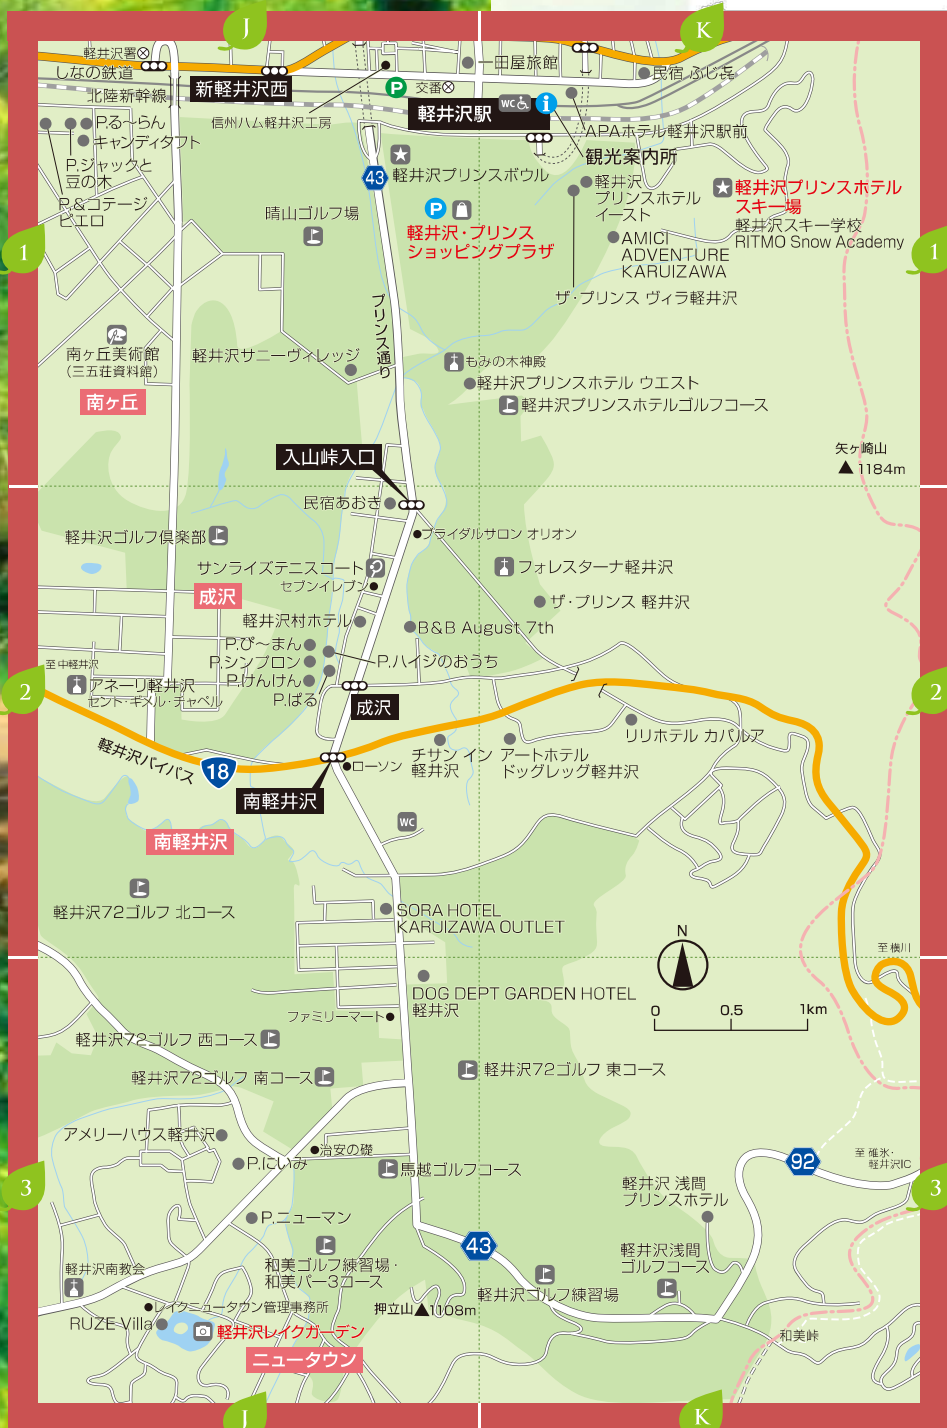 J
K
軽井沢署
しなの鉄道
北陸新幹線
新軽井沢西
信州ハム軽井沢工房
P
交番
一田屋旅館
民宿 ふじ㐂
軽井沢駅
WC
i
APAホテル軽井沢駅前
観光案内所
P.る〜らん
キャンディタフト
P.ジャックと
豆の木
P.&コテージ
ピエロ
43
軽井沢プリンスボウル
軽井沢
プリンスホテル
イースト
軽井沢プリンスホテル
スキー場
軽井沢スキー学校
RITMO Snow Academy
晴山ゴルフ場
P
軽井沢・プリンス
ショッピングプラザ
AMICI
ADVENTURE
KARUIZAWA
1
1
ザ・プリンス ヴィラ軽井沢
プリンス通り
南ヶ丘美術館
(三五荘資料館)
南ヶ丘
軽井沢サニーヴィレッジ
もみの木神殿
軽井沢プリンスホテル ウエスト
軽井沢プリンスホテルゴルフコース
入山峠入口
矢ヶ崎山
1184m
民宿あおき
ブライダルサロン オリオン
軽井沢ゴルフ倶楽部
サンライズテニスコート
セブンイレブン
フォレスターナ軽井沢
成沢
ザ・プリンス 軽井沢
軽井沢村ホテル
B&B August 7th
P.ぴ〜まん
P.シンプロン
P.けんけん
P.ぱる
P.ハイジのおうち
至 中軽井沢
アネーリ軽井沢
セント・ギメル・チャペル
2
2
成沢
リリホテル カバルア
チサン イン
軽井沢
アートホテル
ドッグレッグ軽井沢
軽井沢バイパス
18
ローソン
南軽井沢
南軽井沢
WC
軽井沢72ゴルフ 北コース
SORA HOTEL
KARUIZAWA OUTLET
N
至 横川
DOG DEPT GARDEN HOTEL
軽井沢
0
0.5
1km
ファミリーマート
軽井沢72ゴルフ 西コース
軽井沢72ゴルフ 南コース
軽井沢72ゴルフ 東コース
アメリーハウス軽井沢
治安の礎
P.にいみ
馬越ゴルフコース
92
至 碓氷・
軽井沢IC
3
3
軽井沢 浅間
プリンスホテル
P.ニューマン
43
軽井沢浅間
ゴルフコース
和美ゴルフ練習場・
和美パー3コース
軽井沢南教会
軽井沢ゴルフ練習場
レイクニュータウン管理事務所
押立山
1108m
RUZE Villa
軽井沢レイクガーデン
ニュータウン
和美峠
J
K